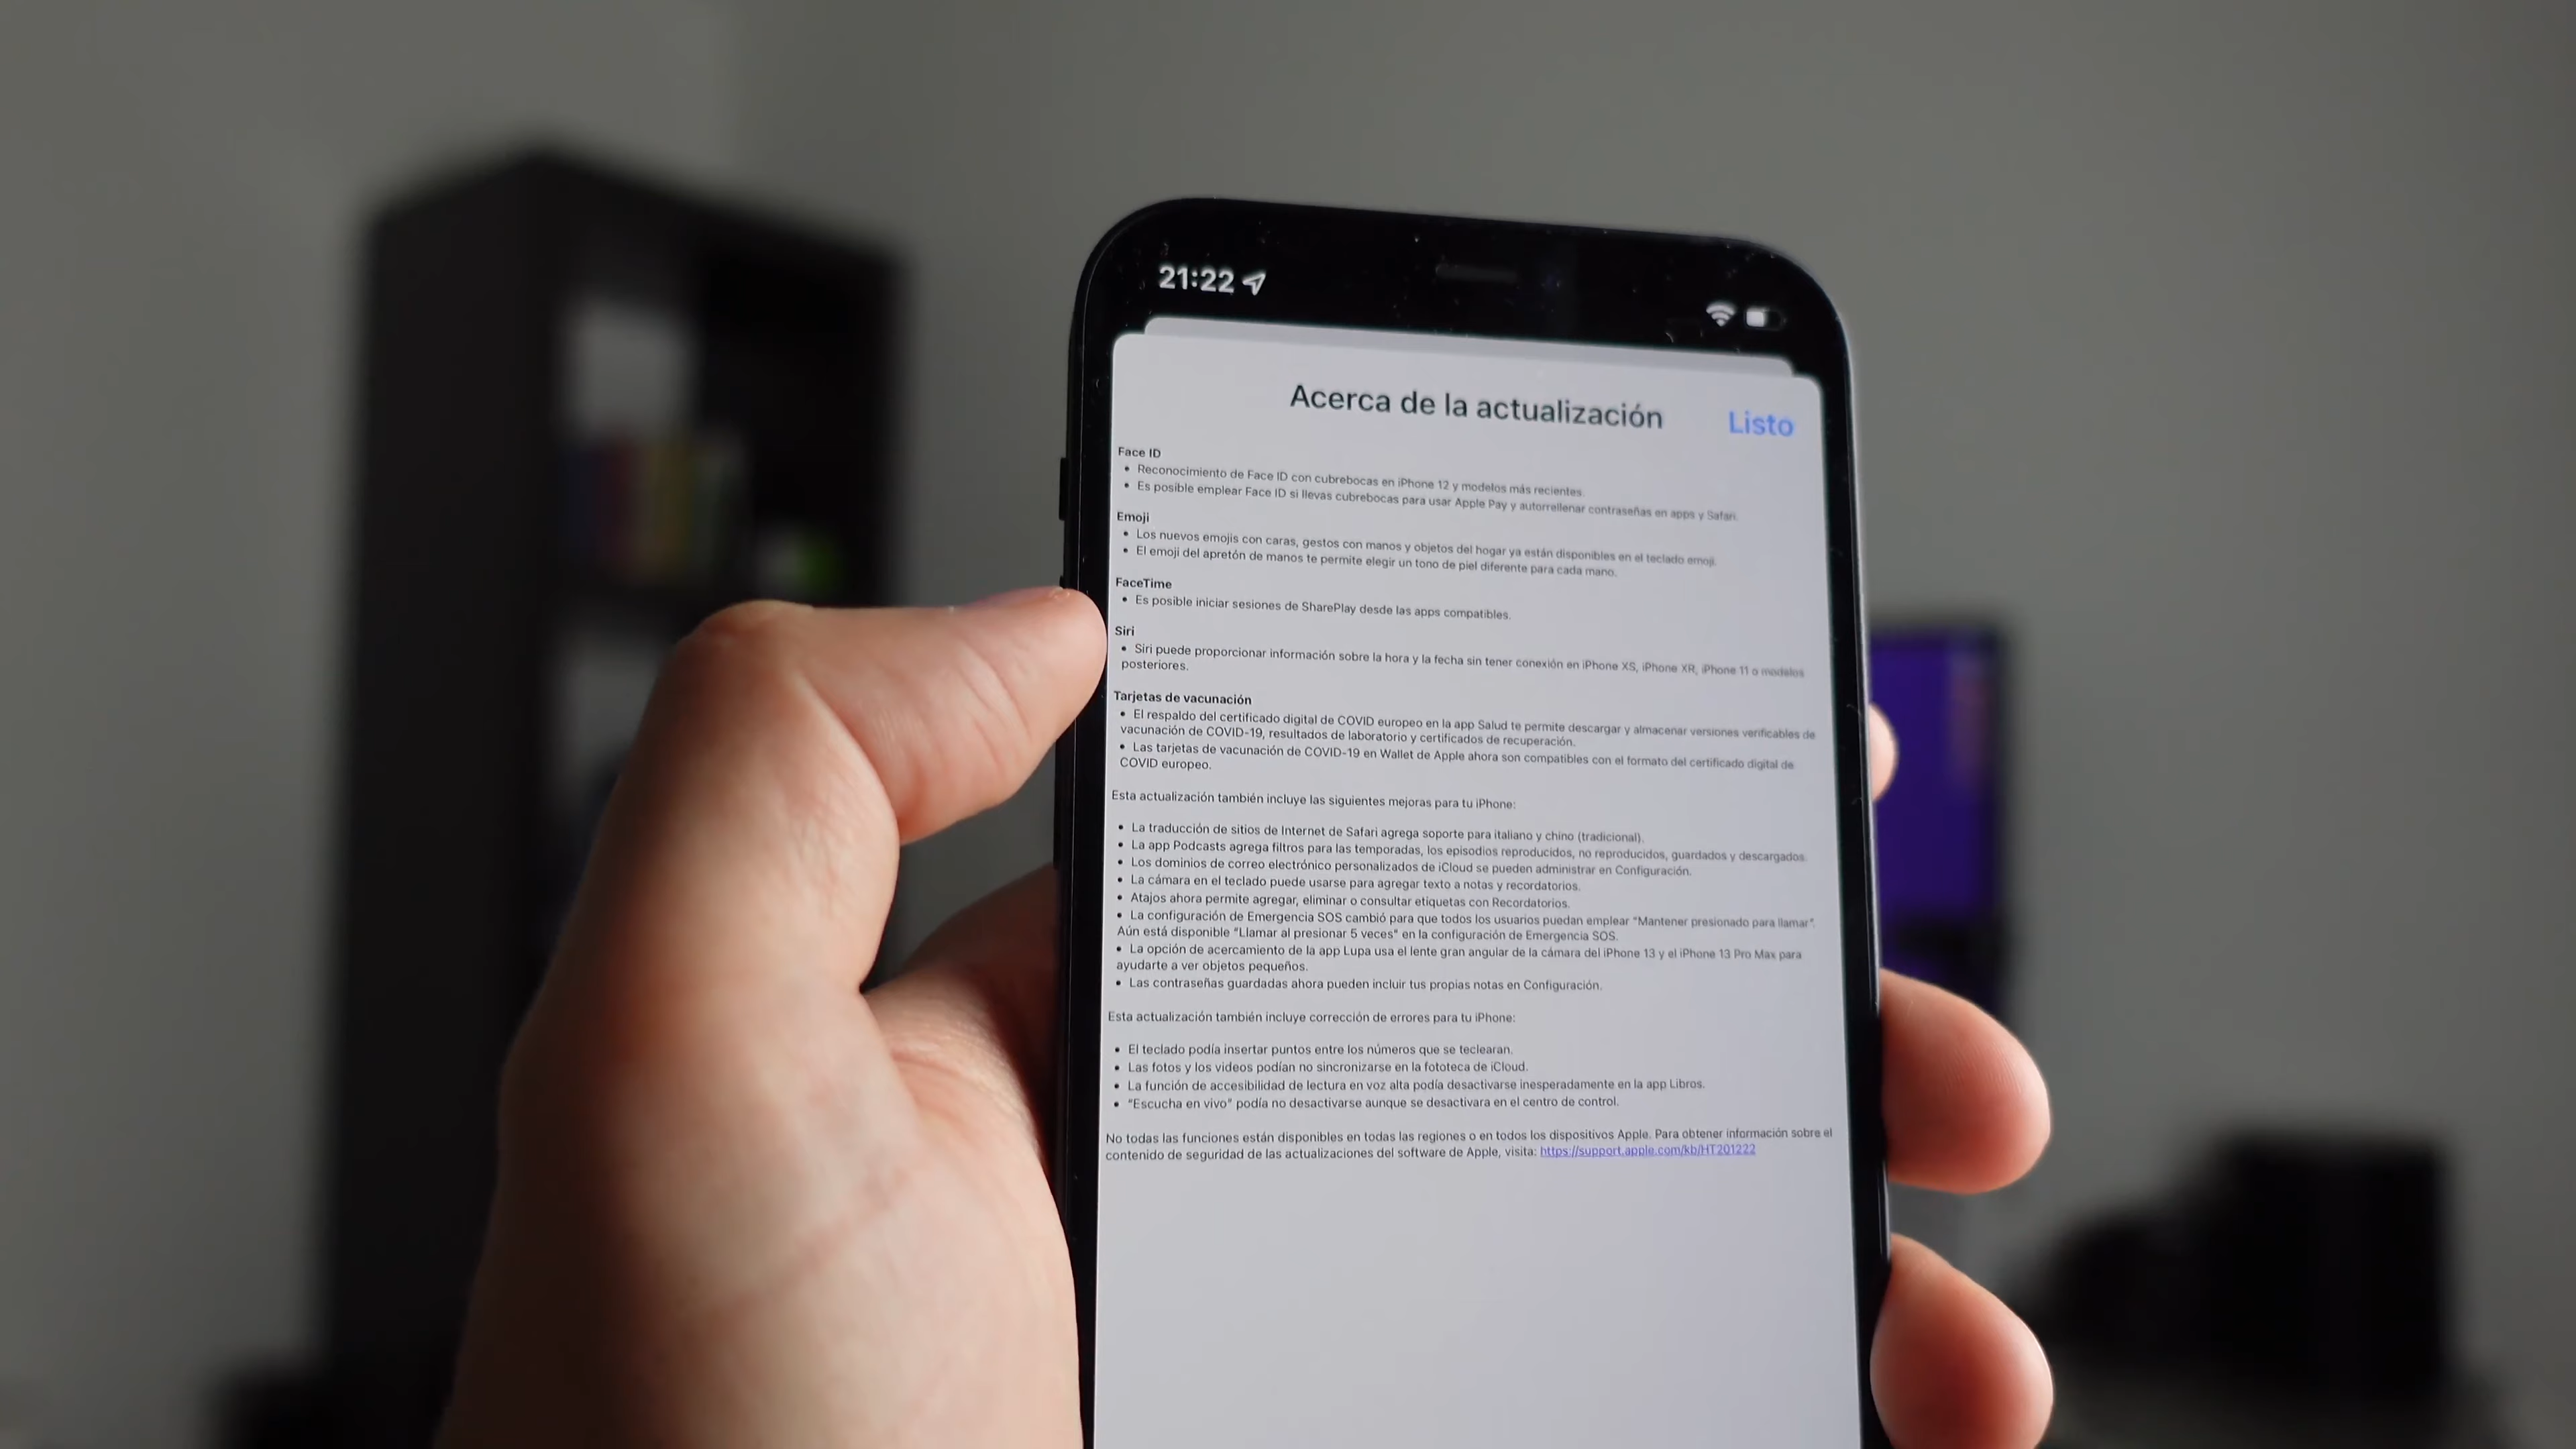 21:22
Acerca de la actualización
Listo
Face ID
• Reconocimiento de Face ID con cubrebocas en iPhone 12 y modelos más recientes.
• Es posible emplear Face ID si llevas cubrebocas para usar Apple Pay y autorrellenar contraseñas en apps y Safari.
Emoji
• Los nuevos emojis con caras, gestos con manos y objetos del hogar ya están disponibles en el teclado emoji.
• El emoji del apretón de manos te permite elegir un tono de piel diferente para cada mano.
FaceTime
• Es posible iniciar sesiones de SharePlay desde las apps compatibles.
Siri
• Siri puede proporcionar información sobre la hora y la fecha sin tener conexión en iPhone XS, iPhone XR, iPhone 11 o modelos
posteriores.
Tarjetas de vacunación
• El respaldo del certificado digital de COVID europeo en la app Salud te permite descargar y almacenar versiones verificables de
vacunación de COVID-19, resultados de laboratorio y certificados de recuperación.
• Las tarjetas de vacunación de COVID-19 en Wallet de Apple ahora son compatibles con el formato del certificado digital de
COVID europeo.
Esta actualización también incluye las siguientes mejoras para tu iPhone:
• La traducción de sitios de Internet de Safari agrega soporte para italiano y chino (tradicional).
• La app Podcasts agrega filtros para las temporadas, los episodios reproducidos, no reproducidos, guardados y descargados.
• Los dominios de correo electrónico personalizados de iCloud se pueden administrar en Configuración.
• La cámara en el teclado puede usarse para agregar texto a notas y recordatorios.
• Atajos ahora permite agregar, eliminar o consultar etiquetas con Recordatorios.
• La configuración de Emergencia SOS cambió para que todos los usuarios puedan emplear “Mantener presionado para llamar”.
Aún está disponible “Llamar al presionar 5 veces” en la configuración de Emergencia SOS.
• La opción de acercamiento de la app Lupa usa el lente gran angular de la cámara del iPhone 13 y el iPhone 13 Pro Max para
ayudarte a ver objetos pequeños.
• Las contraseñas guardadas ahora pueden incluir tus propias notas en Configuración.
Esta actualización también incluye corrección de errores para tu iPhone:
• El teclado podía insertar puntos entre los números que se teclearan.
• Las fotos y los videos podían no sincronizarse en la fototeca de iCloud.
• La función de accesibilidad de lectura en voz alta podía desactivarse inesperadamente en la app Libros.
• “Escucha en vivo” podía no desactivarse aunque se desactivara en el centro de control.
No todas las funciones están disponibles en todas las regiones o en todos los dispositivos Apple. Para obtener información sobre el
contenido de seguridad de las actualizaciones del software de Apple, visita: https://support.apple.com/kb/HT201222